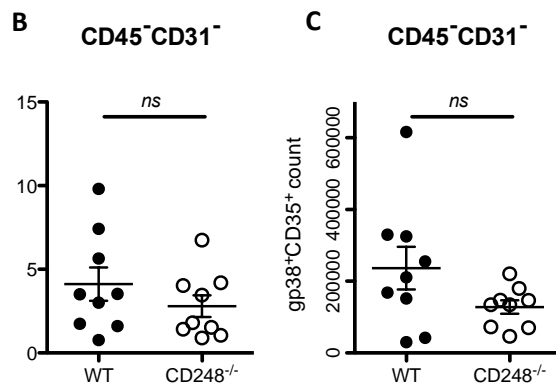 B
CD45⁻CD31⁻
ns
15
10
5
0
WT
CD248⁻/⁻
C
CD45⁻CD31⁻
ns
gp38⁺CD35⁺ count
600000
400000
200000
0
WT
CD248⁻/⁻